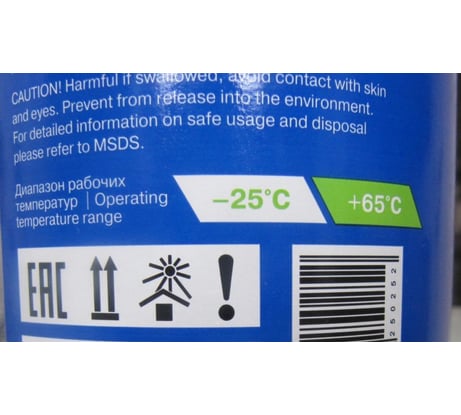 CAUTION! Harmful if swallowed, avoid contact with skin
and eyes. Prevent from release into the environment.
For detailed information on safe usage and disposal
please refer to MSDS.
Диапазон рабочих
температур | Operating
temperature range
−25°C
+65°C
EAC
250252